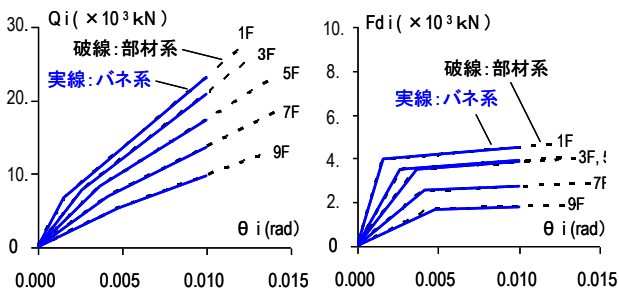 Qi(×10³kN)
30.
20.
10.
0
破線:部材系
実線:バネ系
1F
3F
5F
7F
9F
θi(rad)
0.000
0.005
0.010
0.015
Fdi(×10³kN)
10.
8.
6.
4.
2.
0
破線:部材系
実線:バネ系
1F
3F, 5
7F
9F
θi(rad)
0.000
0.005
0.010
0.015